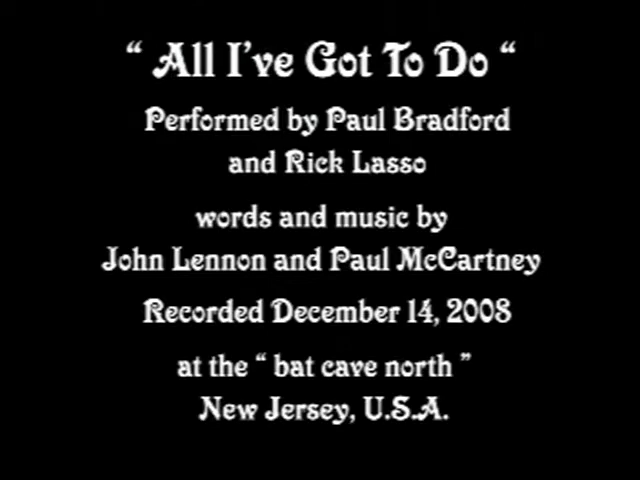 “ All I've Got To Do “
Performed by Paul Bradford
and Rick Lasso
words and music by
John Lennon and Paul McCartney
Recorded December 14, 2008
at the “ bat cave north ”
New Jersey, U.S.A.